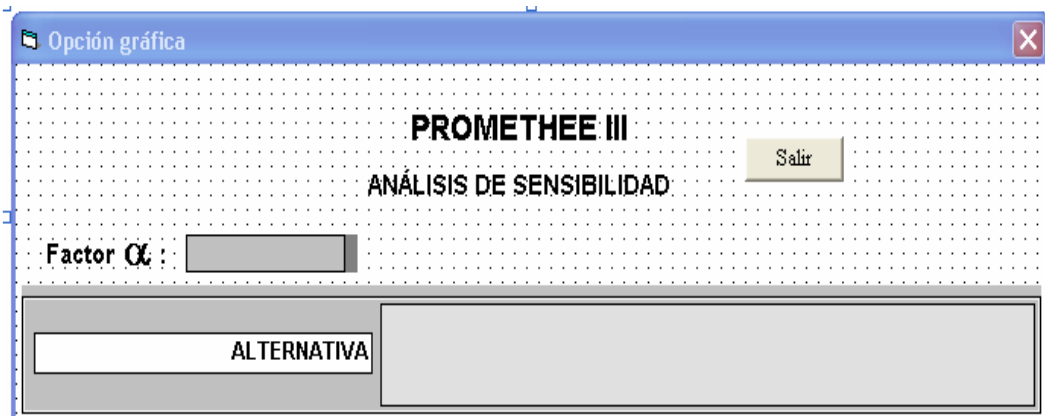 Opción gráfica
PROMETHEE III
Salir
ANÁLISIS DE SENSIBILIDAD
Factor α :
ALTERNATIVA